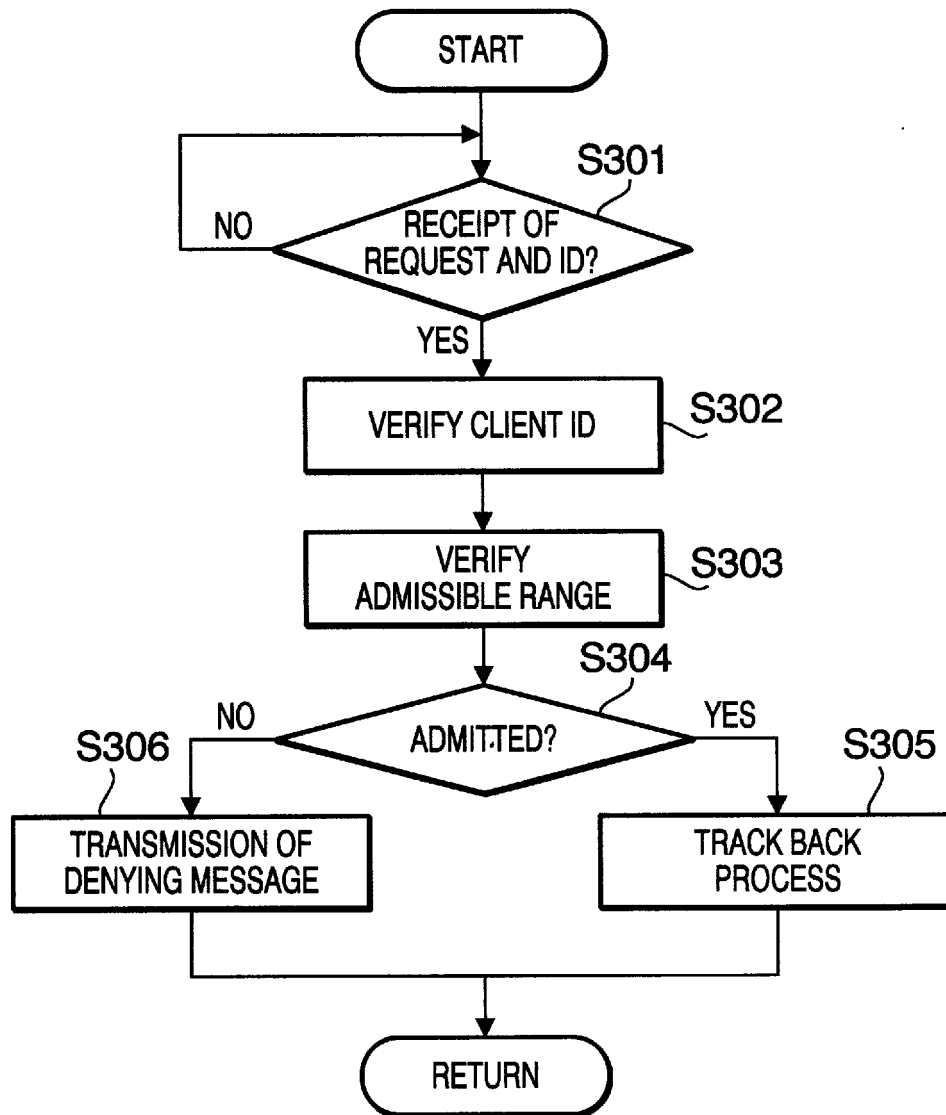 START
S301
NO
RECEIPT OF
REQUEST AND ID?
YES
VERIFY CLIENT ID
S302
VERIFY
ADMISSIBLE RANGE
S303
S304
NO
ADMITTED?
YES
S306
S305
TRANSMISSION OF
DENYING MESSAGE
TRACK BACK
PROCESS
RETURN